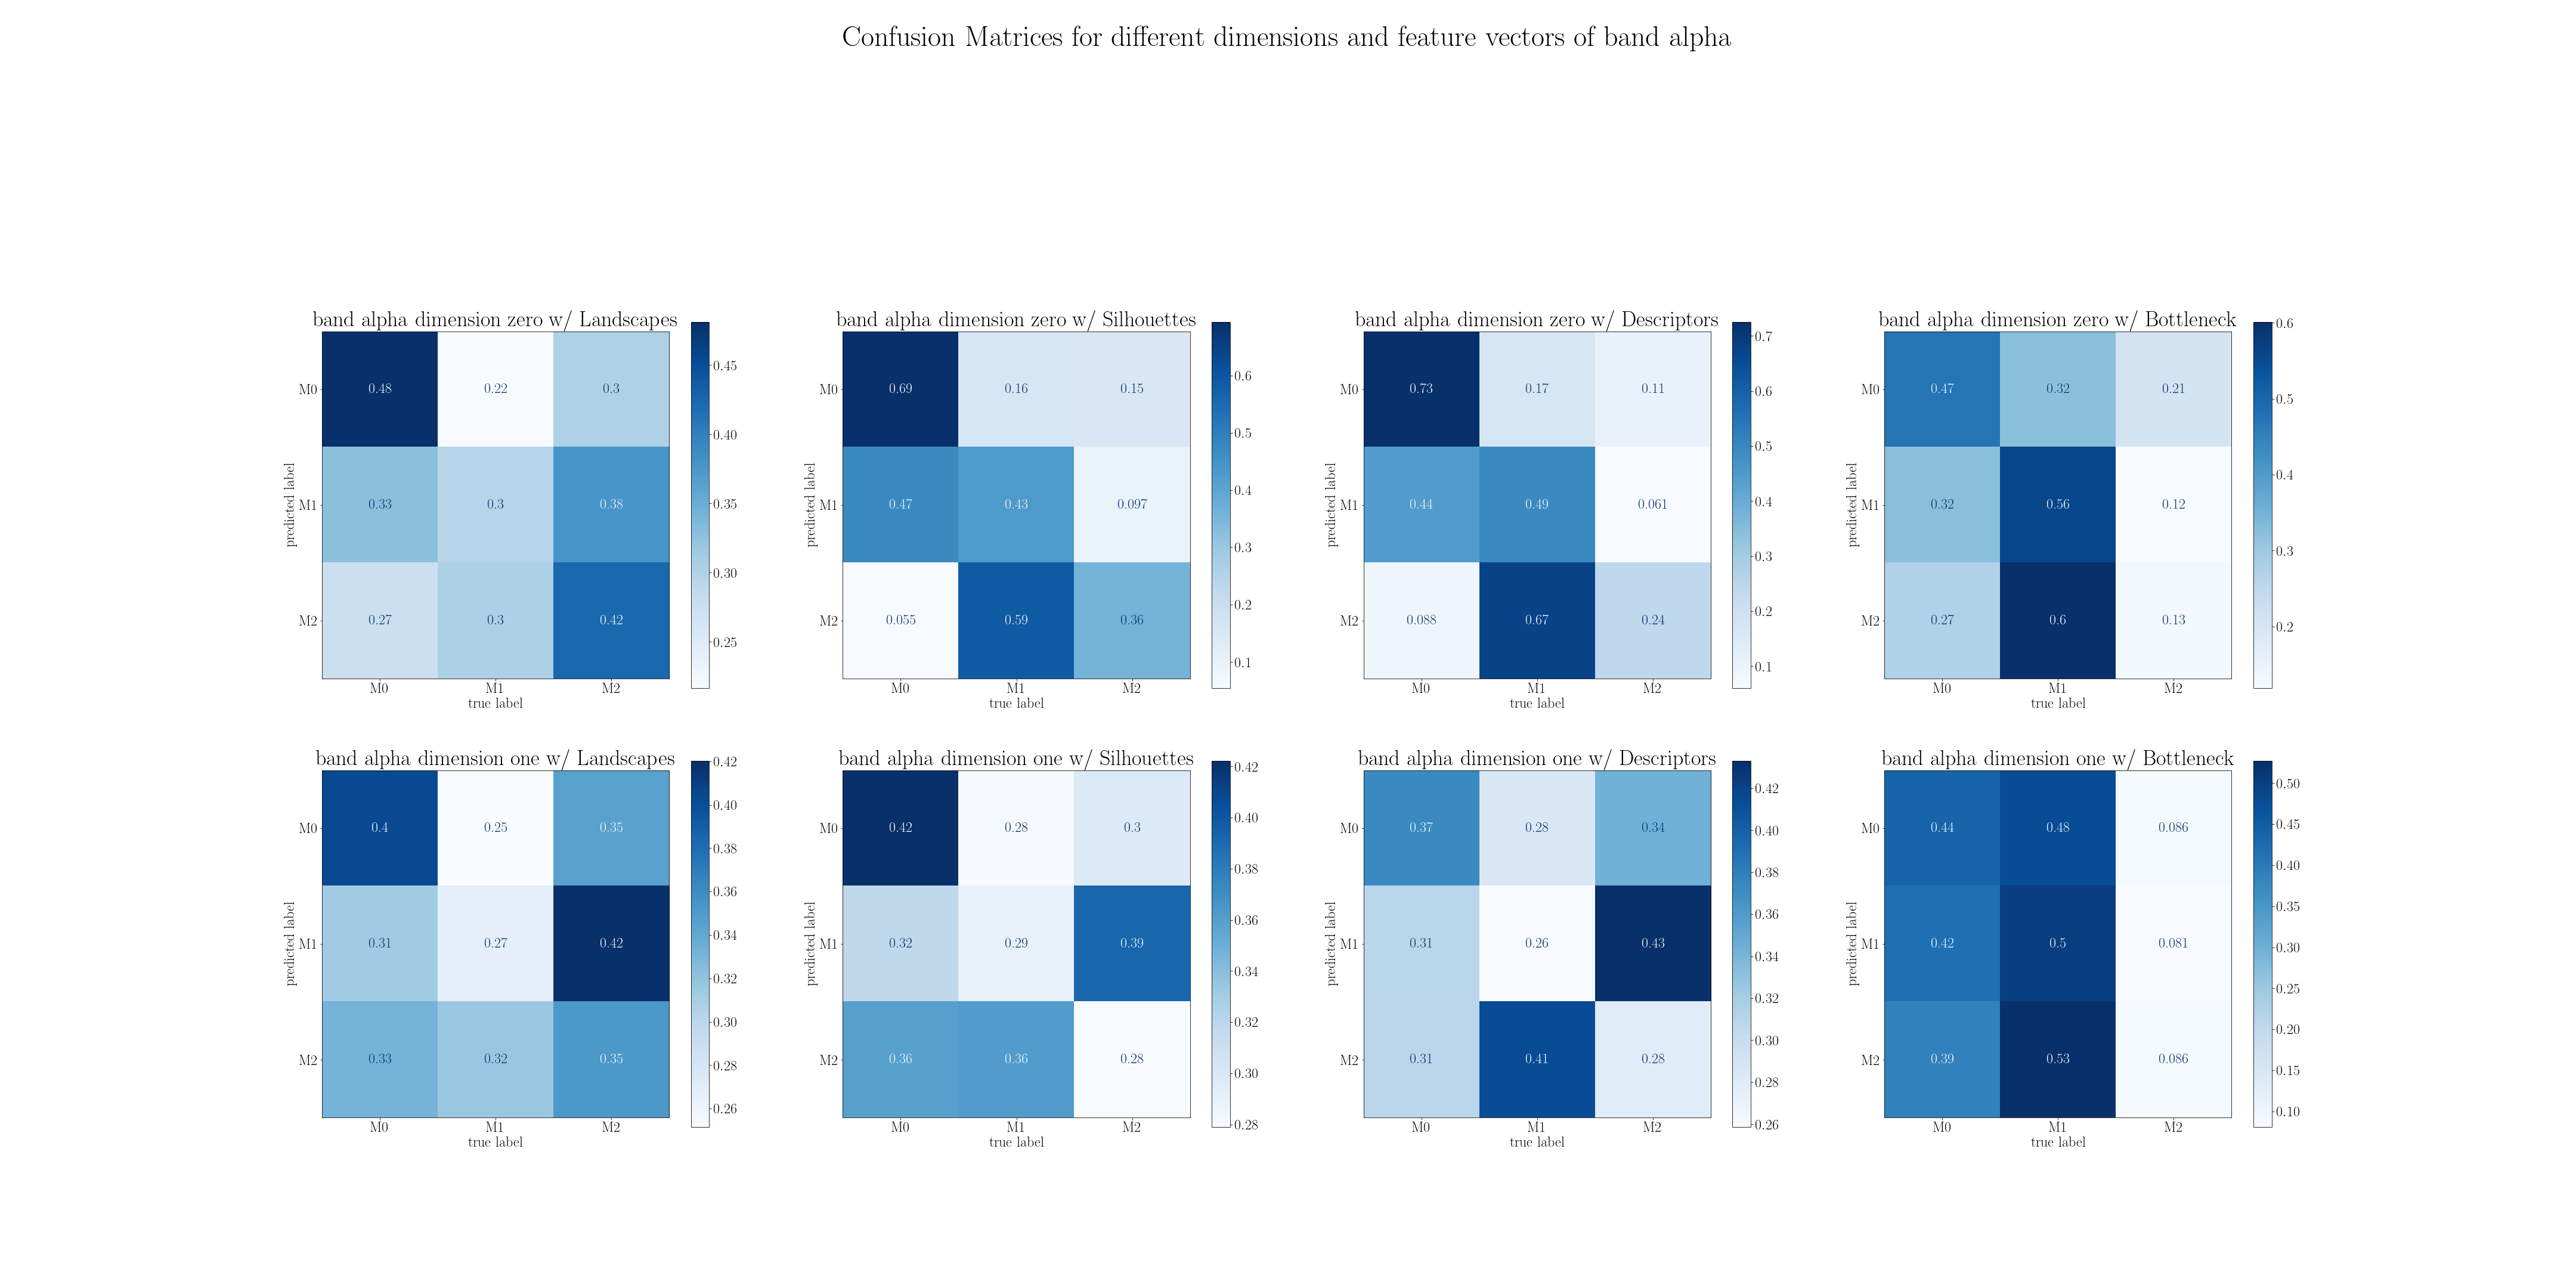 Confusion Matrices for different dimensions and feature vectors of band alpha
band alpha dimension zero w/ Landscapes
predicted label
M0 0.48 0.22 0.3
M1 0.33 0.3 0.38
M2 0.27 0.3 0.42
M0 M1 M2
true label
0.45
0.40
0.35
0.30
0.25
band alpha dimension zero w/ Silhouettes
predicted label
M0 0.69 0.16 0.15
M1 0.47 0.43 0.097
M2 0.055 0.59 0.36
M0 M1 M2
true label
0.6
0.5
0.4
0.3
0.2
0.1
band alpha dimension zero w/ Descriptors
predicted label
M0 0.73 0.17 0.11
M1 0.44 0.49 0.061
M2 0.088 0.67 0.24
M0 M1 M2
true label
0.7
0.6
0.5
0.4
0.3
0.2
0.1
band alpha dimension zero w/ Bottleneck
predicted label
M0 0.47 0.32 0.21
M1 0.32 0.56 0.12
M2 0.27 0.6 0.13
M0 M1 M2
true label
0.6
0.5
0.4
0.3
0.2
band alpha dimension one w/ Landscapes
predicted label
M0 0.4 0.25 0.35
M1 0.31 0.27 0.42
M2 0.33 0.32 0.35
M0 M1 M2
true label
0.42
0.40
0.38
0.36
0.34
0.32
0.30
0.28
0.26
band alpha dimension one w/ Silhouettes
predicted label
M0 0.42 0.28 0.3
M1 0.32 0.29 0.39
M2 0.36 0.36 0.28
M0 M1 M2
true label
0.42
0.40
0.38
0.36
0.34
0.32
0.30
0.28
band alpha dimension one w/ Descriptors
predicted label
M0 0.37 0.28 0.34
M1 0.31 0.26 0.43
M2 0.31 0.41 0.28
M0 M1 M2
true label
0.42
0.40
0.38
0.36
0.34
0.32
0.30
0.28
0.26
band alpha dimension one w/ Bottleneck
predicted label
M0 0.44 0.48 0.086
M1 0.42 0.5 0.081
M2 0.39 0.53 0.086
M0 M1 M2
true label
0.50
0.45
0.40
0.35
0.30
0.25
0.20
0.15
0.10